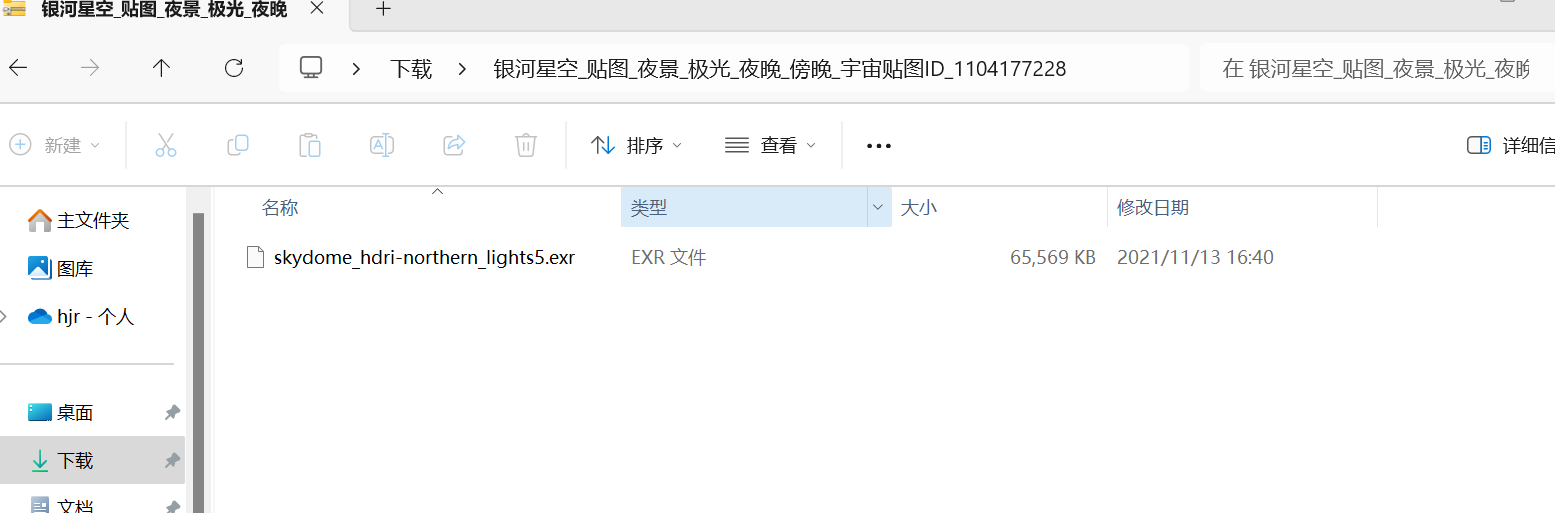 银河星空_贴图_夜景_极光_夜晚
下载 银河星空_贴图_夜景_极光_夜晚_傍晚_宇宙贴图ID_1104177228 在 银河星空_贴图_夜景_极光_夜晚
新建 排序 查看 详细信
名称 类型 大小 修改日期
主文件夹
skydome_hdri-northern_lights5.exr EXR 文件 65,569 KB 2021/11/13 16:40
图库
hjr - 个人
桌面
下载
文档